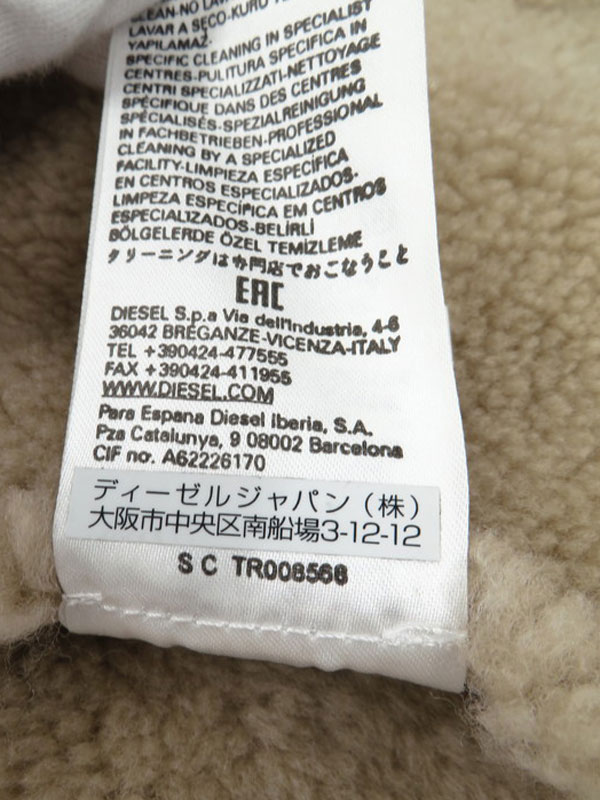 CLEAN-NO
LAVAR A SECO-KURU
YAPILAMAZ-
SPECIFIC CLEANING IN SPECIALIST
CENTRES-PULITURA SPECIFICA IN
CENTRI SPECIALIZZATI-NETTOYAGE
SPÉCIFIQUE DANS DES CENTRES
SPÉCIALISÉS-SPEZIALREINIGUNG
IN FACHBETRIEBEN-PROFESSIONAL
CLEANING BY A SPECIALIZED
FACILITY-LIMPIEZA ESPECÍFICA
EN CENTROS ESPECIALIZADOS-
LIMPEZA ESPECÍFICA EM CENTROS
ESPECIALIZADOS-BELİRLİ
BÖLGELERDE ÖZEL TEMİZLEME
クリーニングは専門店でおこなうこと
EAC
DIESEL S.p.a Via dell'Industria, 4-6
36042 BREGANZE-VICENZA-ITALY
TEL +390424-477555
FAX +390424-411955
WWW.DIESEL.COM
Para Espana Diesel Iberia, S.A.
Pza Catalunya, 9 08002 Barcelona
CIF no. A62226170
ディーゼルジャパン（株）
大阪市中央区南船場3-12-12
S C TR008568